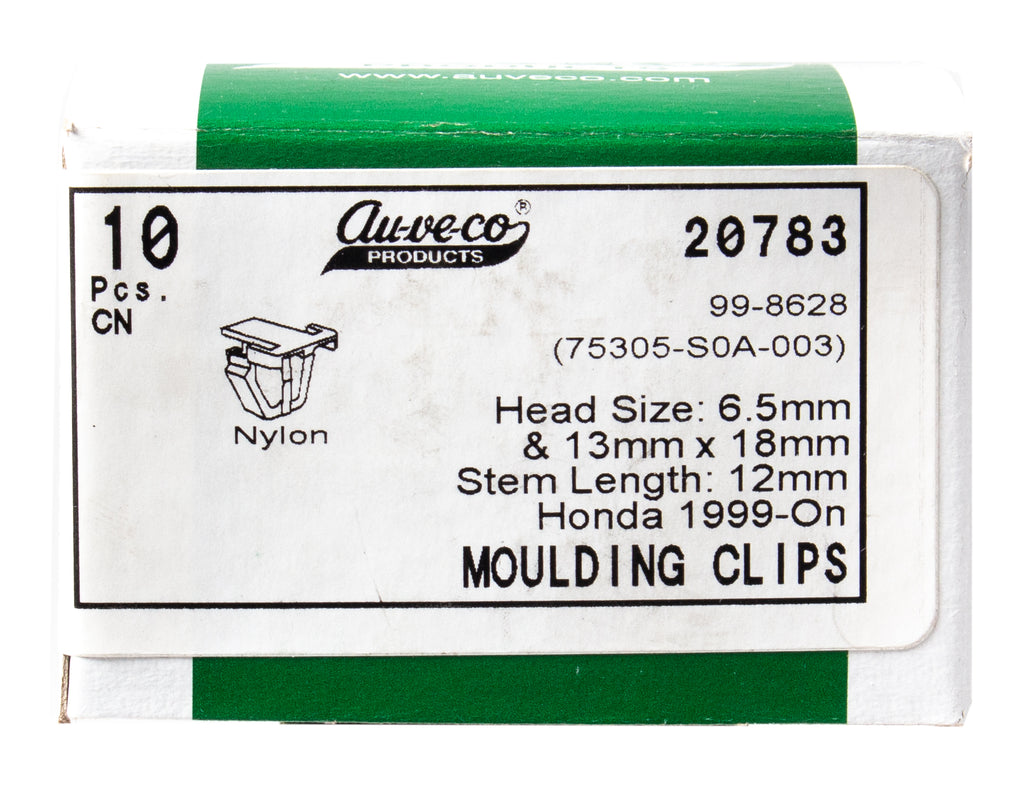 www.auveco.com
10
Pcs.
CN
au-ve-co®
PRODUCTS
20783
99-8628
(75305-S0A-003)
Nylon
Head Size: 6.5mm
& 13mm x 18mm
Stem Length: 12mm
Honda 1999-On
MOULDING CLIPS